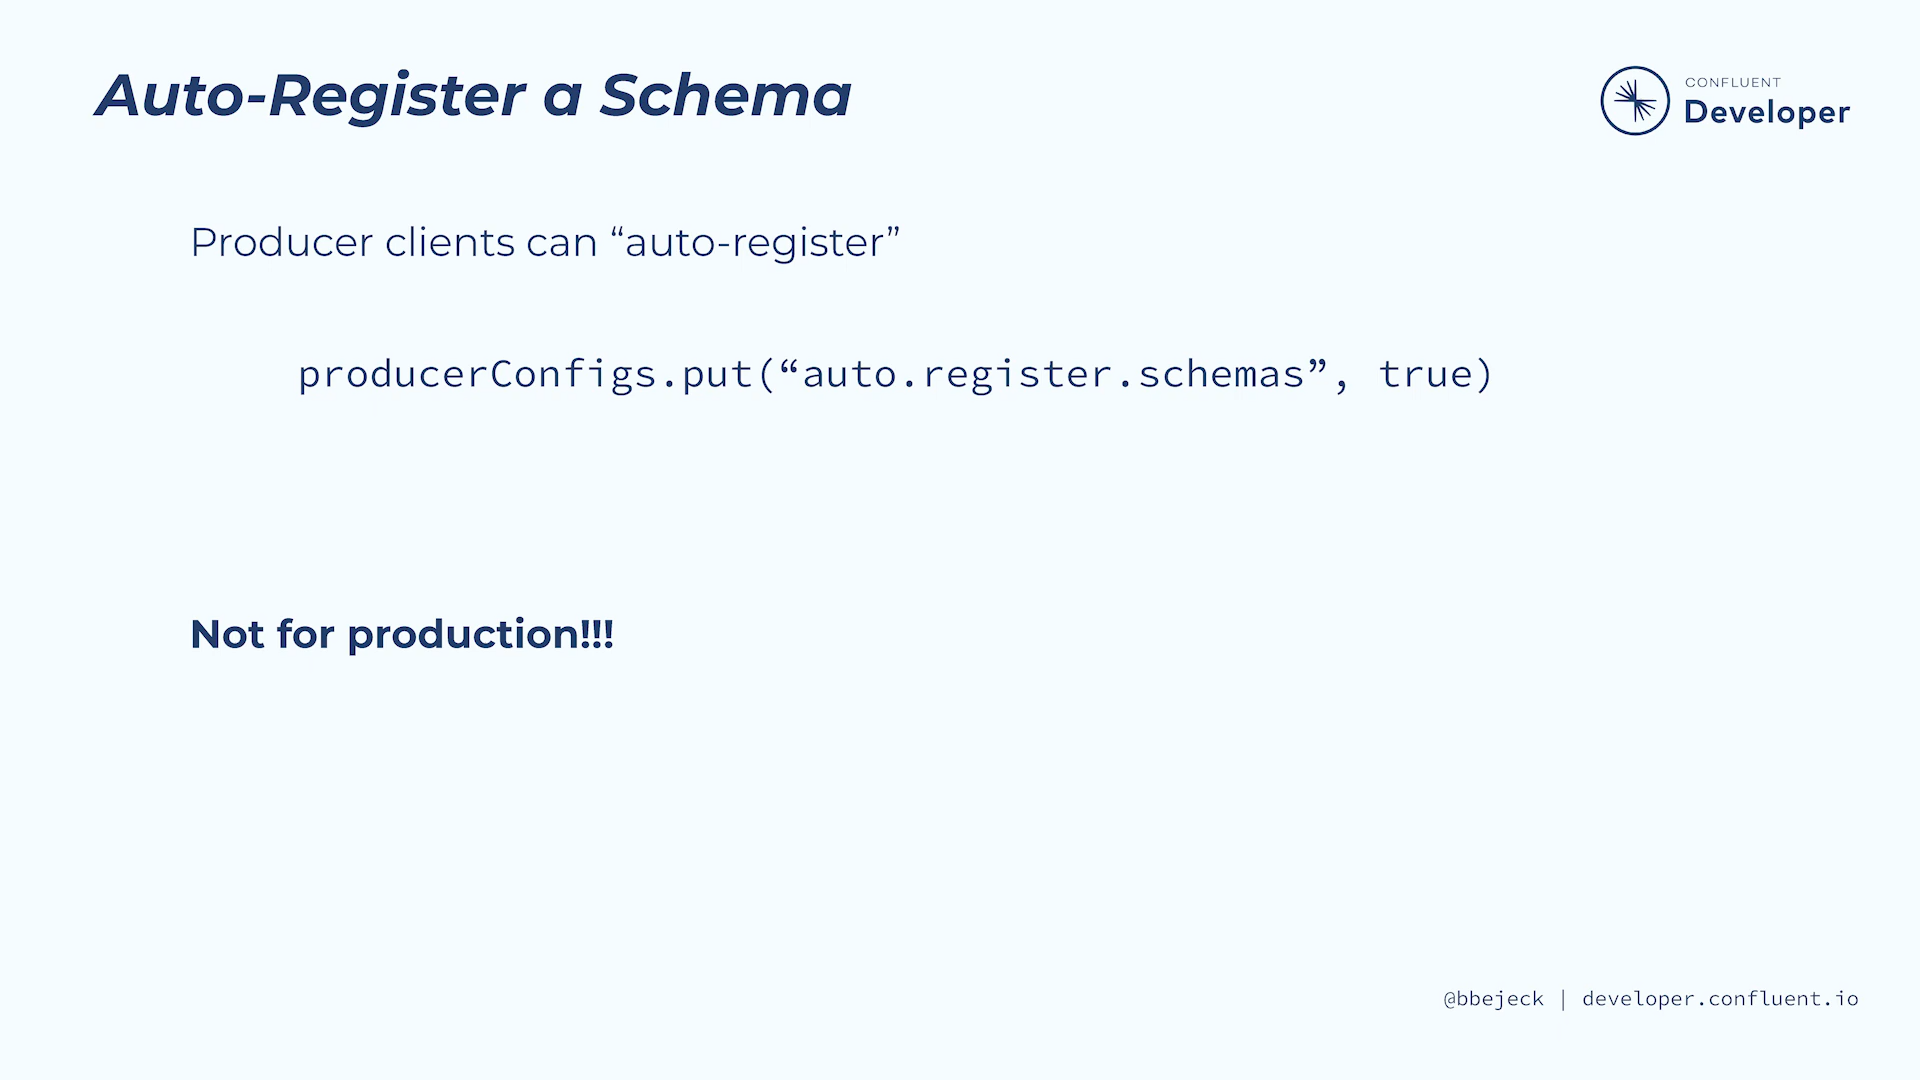 Auto-Register a Schema
CONFLUENT
Developer
Producer clients can “auto-register”
producerConfigs.put(“auto.register.schemas”, true)
Not for production!!!
@bbejeck | developer.confluent.io